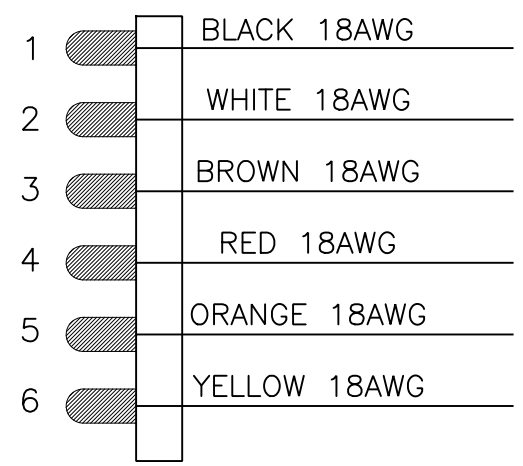 1 BLACK 18AWG
2 WHITE 18AWG
3 BROWN 18AWG
4 RED 18AWG
5 ORANGE 18AWG
6 YELLOW 18AWG